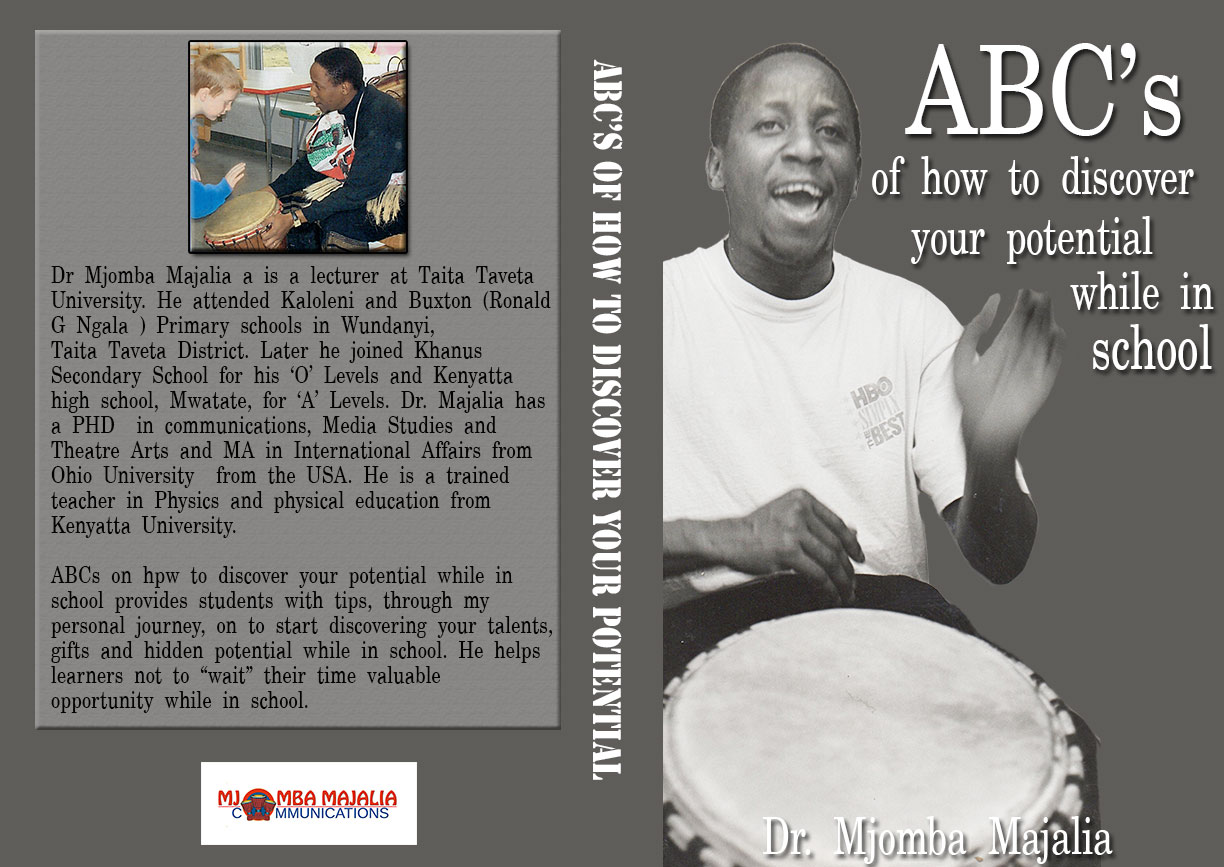 Dr Mjomba Majalia a is a lecturer at Taita Taveta
University. He attended Kaloleni and Buxton (Ronald
G Ngala ) Primary schools in Wundanyi,
Taita Taveta District. Later he joined Khanus
Secondary School for his ‘O’ Levels and Kenyatta
high school, Mwatate, for ‘A’ Levels. Dr. Majalia has
a PHD in communications, Media Studies and
Theatre Arts and MA in International Affairs from
Ohio University from the USA. He is a trained
teacher in Physics and physical education from
Kenyatta University.
ABCs on hpw to discover your potential while in
school provides students with tips, through my
personal journey, on to start discovering your talents,
gifts and hidden potential while in school. He helps
learners not to “wait” their time valuable
opportunity while in school.
MJOMBA MAJALIA
COMMUNICATIONS
ABC'S OF HOW TO DISCOVER YOUR POTENTIAL
ABC's
of how to discover
your potential
while in
school
HBO
SIMPLY
THE BEST
Dr. Mjomba Majalia